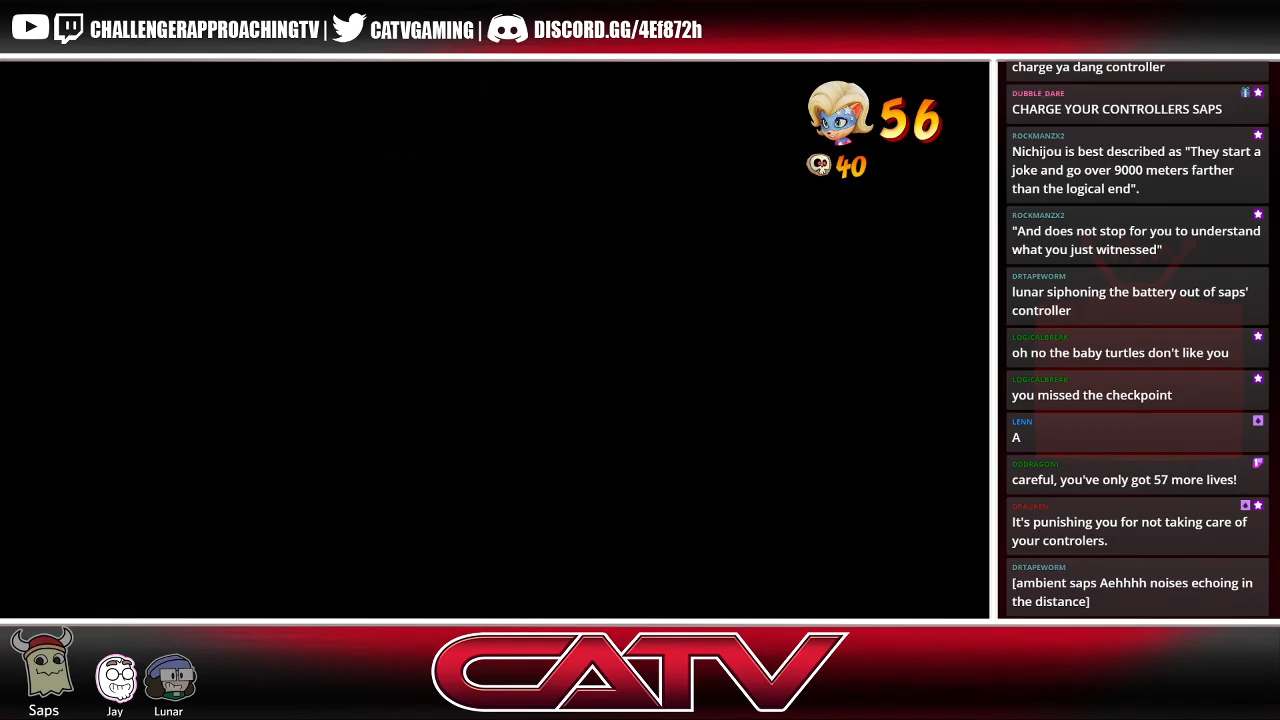 CHALLENGERAPPROACHINGTV | CATVGAMING | DISCORD.GG/4Ef872h
56
40
charge ya dang controller
DUBBLE_DARE
CHARGE YOUR CONTROLLERS SAPS
ROCKMANZX2
Nichijou is best described as "They start a
joke and go over 9000 meters farther
than the logical end".
ROCKMANZX2
"And does not stop for you to understand
what you just witnessed"
DRTAPEWORM
lunar siphoning the battery out of saps'
controller
LOGICALBREAK
oh no the baby turtles don't like you
LOGICALBREAK
you missed the checkpoint
LENN
A
DDDRAGONI
careful, you've only got 57 more lives!
DRAUKEN
It's punishing you for not taking care of
your controlers.
DRTAPEWORM
[ambient saps Aehhhh noises echoing in
the distance]
CATV
Saps
Jay
Lunar